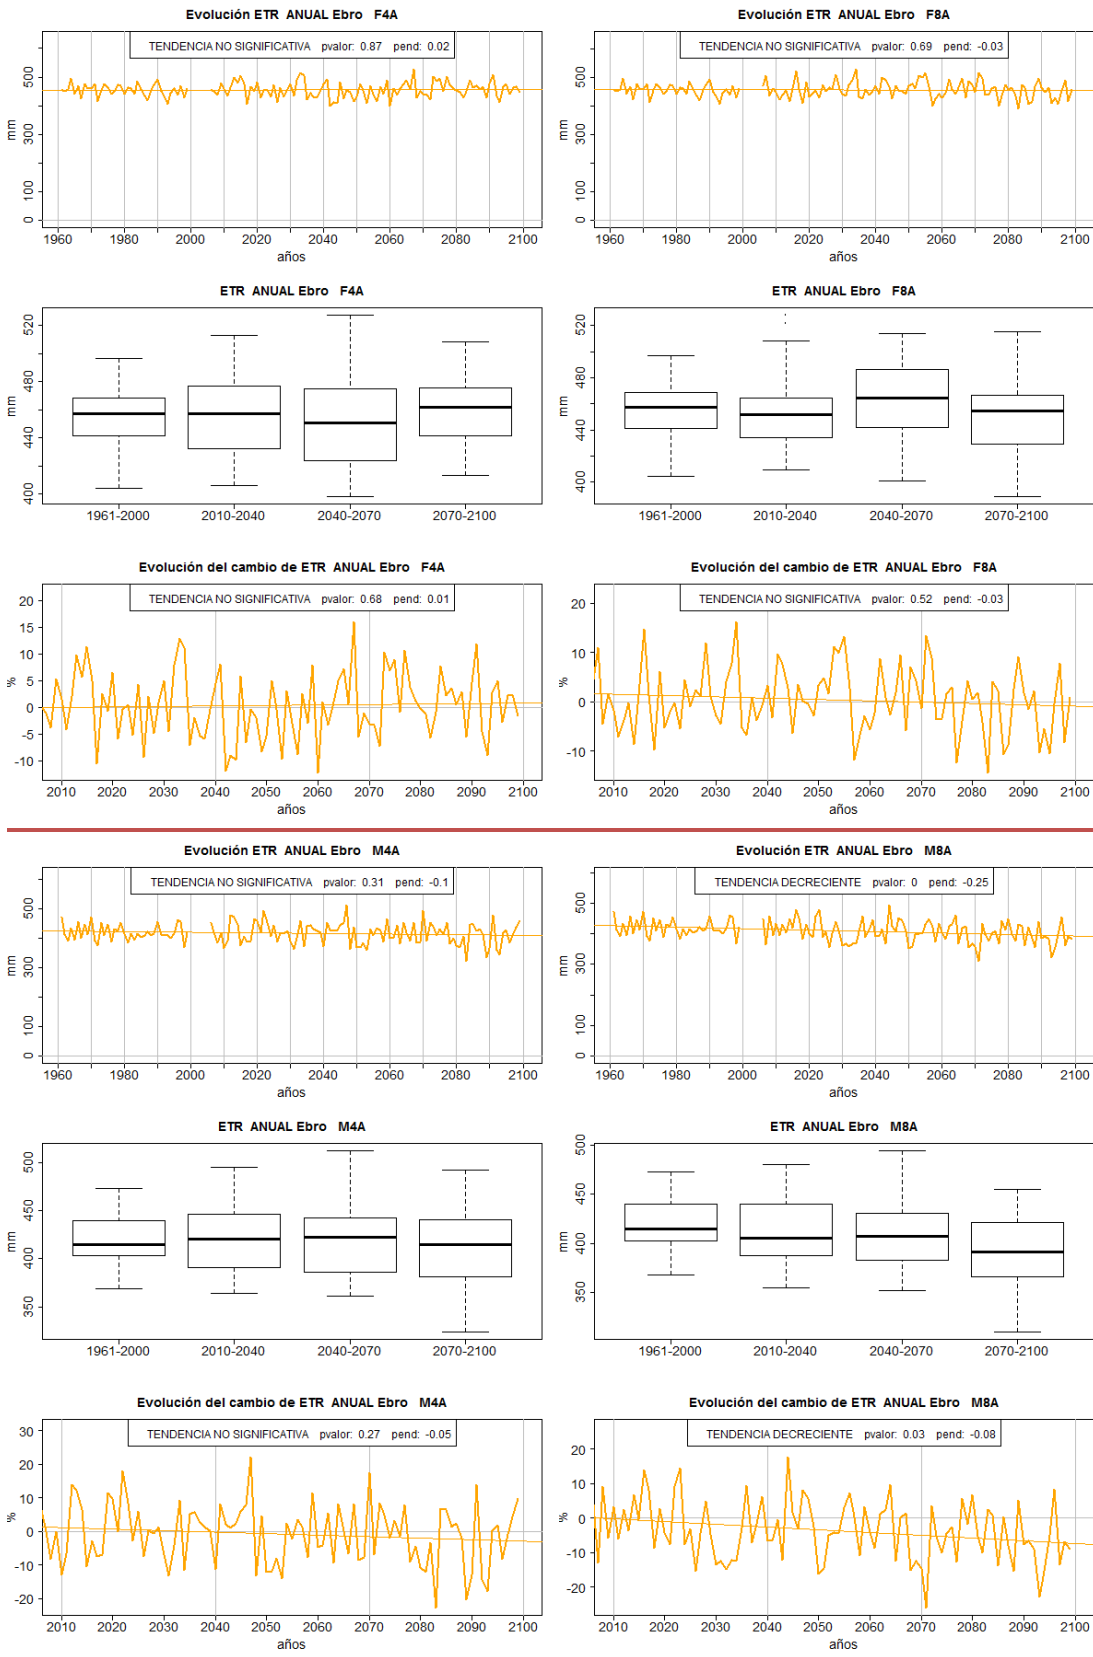 Evolución ETR ANUAL Ebro F4A
TENDENCIA NO SIGNIFICATIVA pvalor: 0.87 pend: 0.02
mm
500
300
100
0
1960 1980 2000 2020 2040 2060 2080 2100
años
Evolución ETR ANUAL Ebro F8A
TENDENCIA NO SIGNIFICATIVA pvalor: 0.69 pend: -0.03
mm
500
300
100
0
1960 1980 2000 2020 2040 2060 2080 2100
años
ETR ANUAL Ebro F4A
mm
520
480
440
400
1961-2000 2010-2040 2040-2070 2070-2100
ETR ANUAL Ebro F8A
mm
520
480
440
400
1961-2000 2010-2040 2040-2070 2070-2100
Evolución del cambio de ETR ANUAL Ebro F4A
TENDENCIA NO SIGNIFICATIVA pvalor: 0.68 pend: 0.01
%
20
15
10
5
0
-5
-10
2010 2020 2030 2040 2050 2060 2070 2080 2090 2100
años
Evolución del cambio de ETR ANUAL Ebro F8A
TENDENCIA NO SIGNIFICATIVA pvalor: 0.52 pend: -0.03
%
20
10
0
-10
2010 2020 2030 2040 2050 2060 2070 2080 2090 2100
años
Evolución ETR ANUAL Ebro M4A
TENDENCIA NO SIGNIFICATIVA pvalor: 0.31 pend: -0.1
mm
500
300
100
0
1960 1980 2000 2020 2040 2060 2080 2100
años
Evolución ETR ANUAL Ebro M8A
TENDENCIA DECRECIENTE pvalor: 0 pend: -0.25
mm
500
300
100
0
1960 1980 2000 2020 2040 2060 2080 2100
años
ETR ANUAL Ebro M4A
mm
500
450
400
350
1961-2000 2010-2040 2040-2070 2070-2100
ETR ANUAL Ebro M8A
mm
500
450
400
350
1961-2000 2010-2040 2040-2070 2070-2100
Evolución del cambio de ETR ANUAL Ebro M4A
TENDENCIA NO SIGNIFICATIVA pvalor: 0.27 pend: -0.05
%
30
20
10
0
-10
-20
2010 2020 2030 2040 2050 2060 2070 2080 2090 2100
años
Evolución del cambio de ETR ANUAL Ebro M8A
TENDENCIA DECRECIENTE pvalor: 0.03 pend: -0.08
%
20
10
0
-10
-20
2010 2020 2030 2040 2050 2060 2070 2080 2090 2100
años